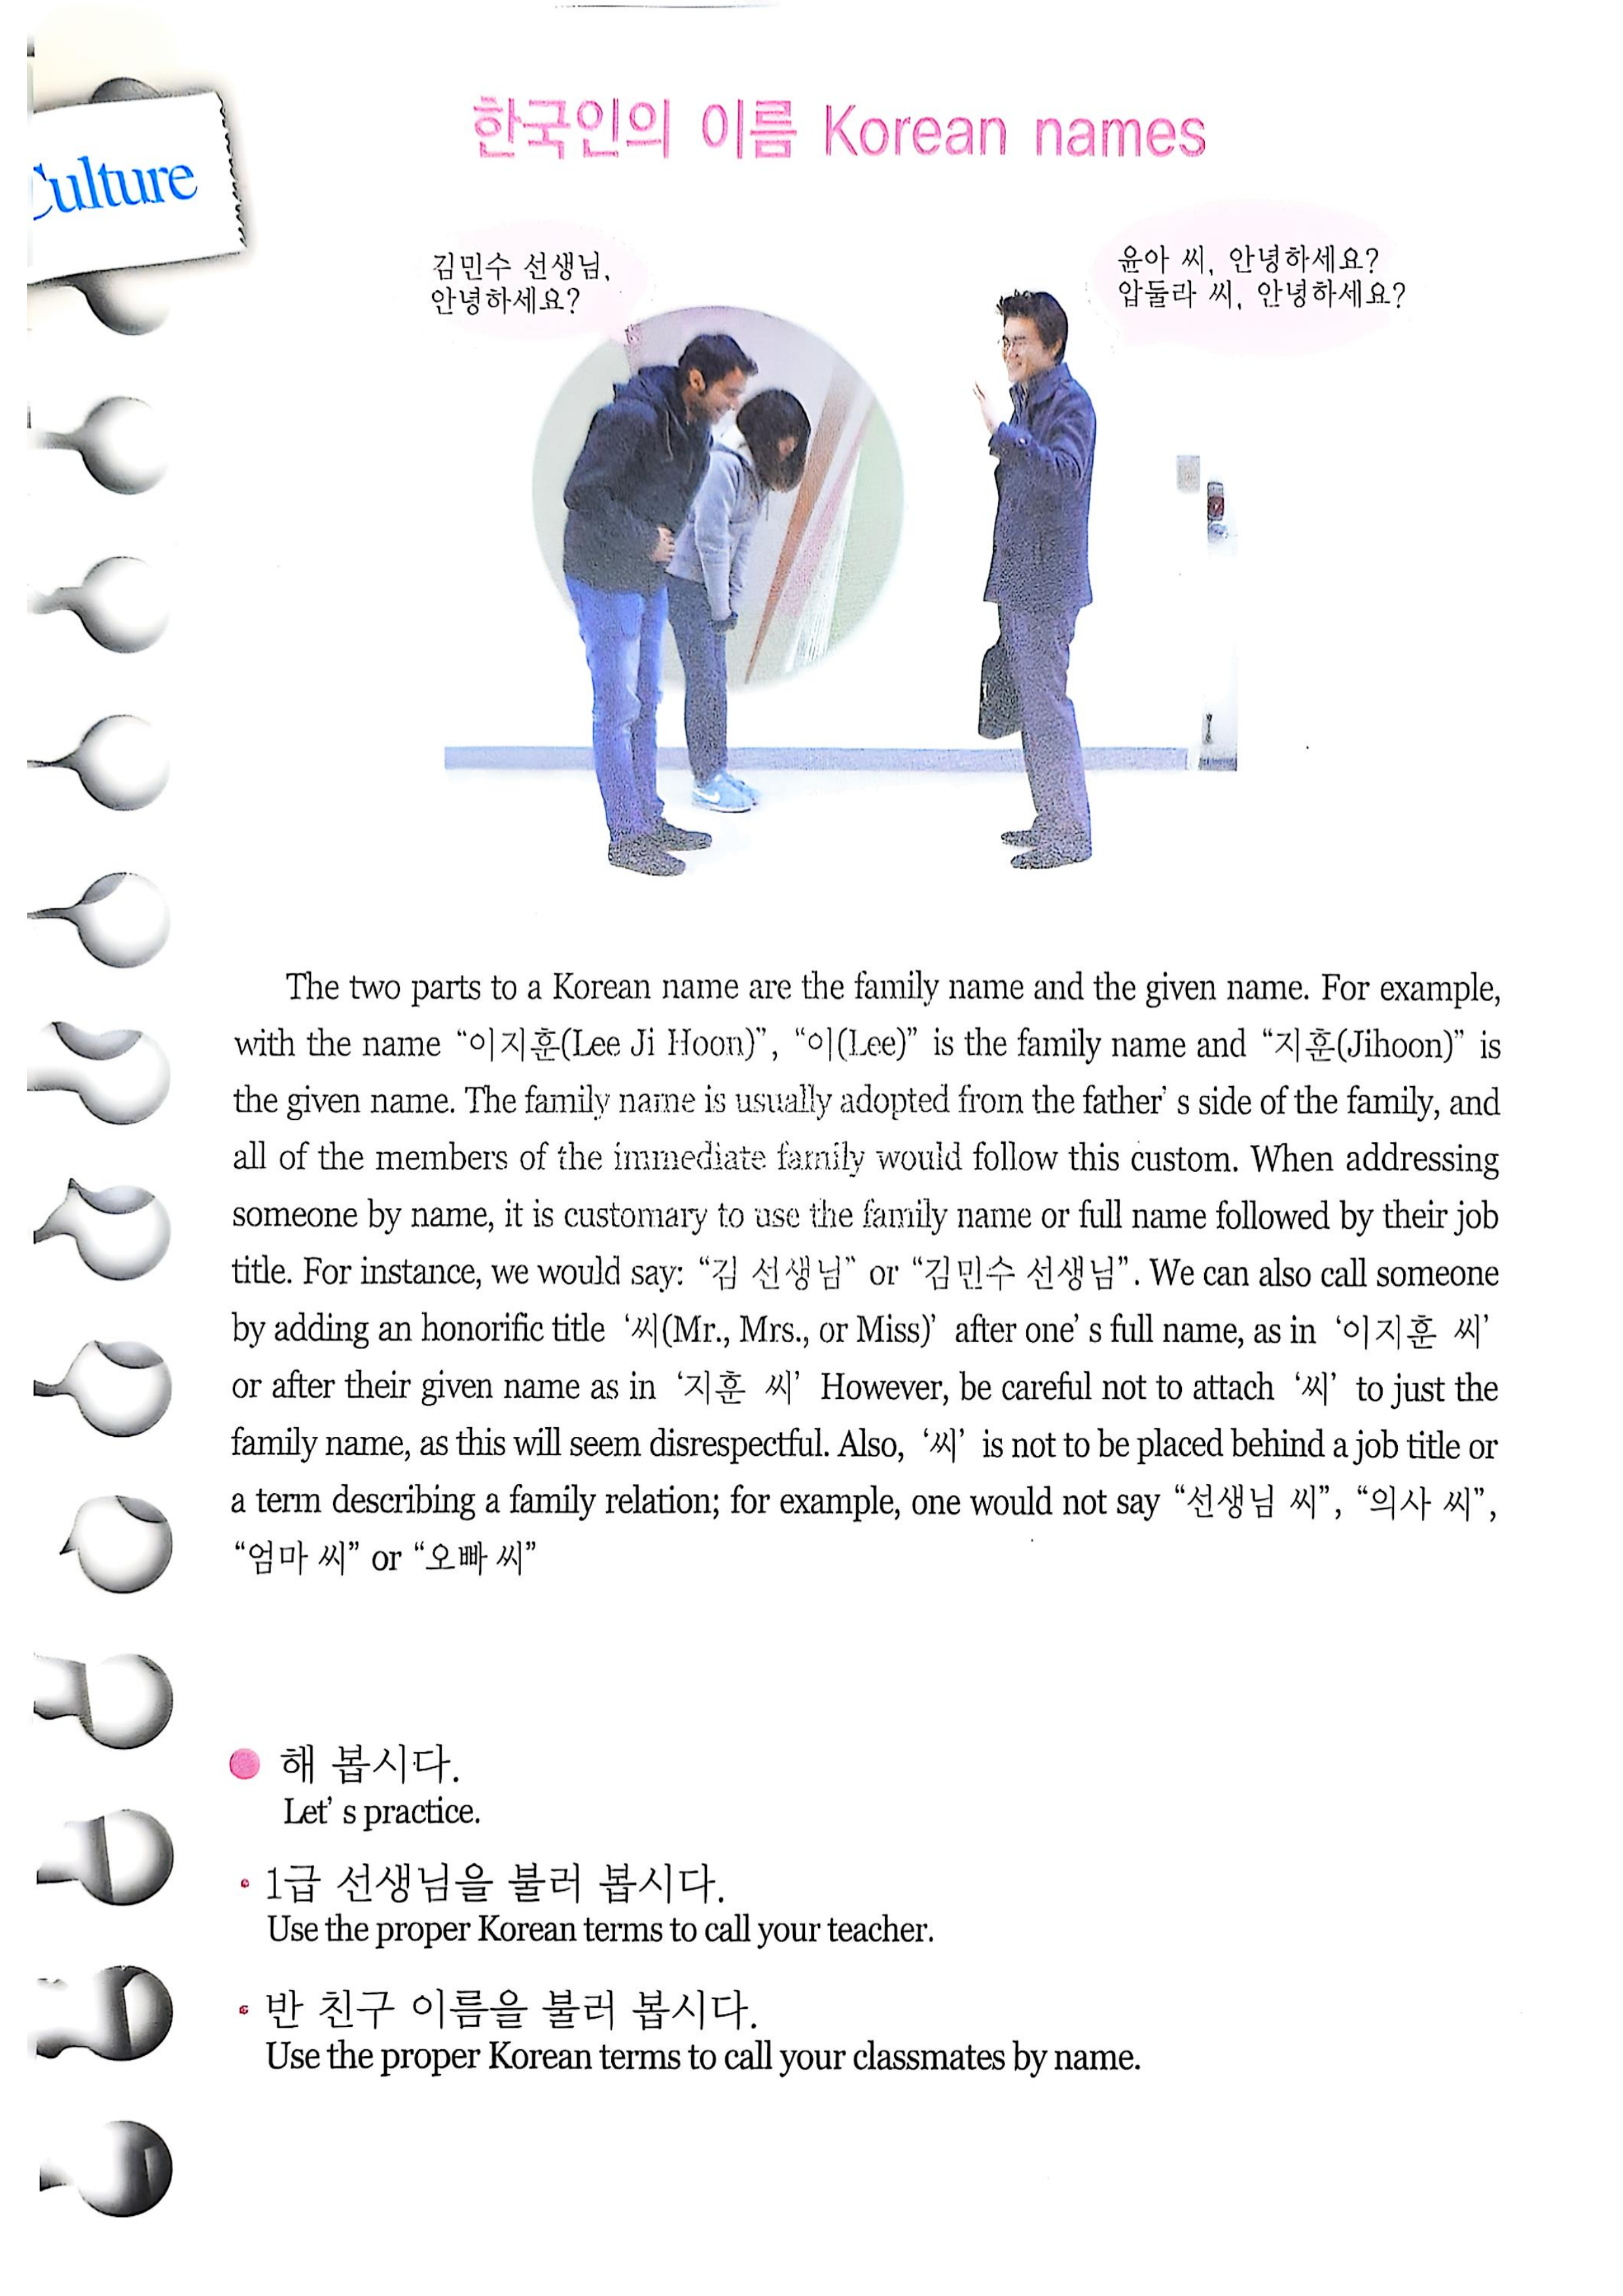 Culture
한국인의 이름 Korean names
김민수 선생님,
안녕하세요?
윤아 씨, 안녕하세요?
압둘라 씨, 안녕하세요?
The two parts to a Korean name are the family name and the given name. For example,
with the name “이지훈(Lee Ji Hoon)”, “이(Lee)” is the family name and “지훈(Jihoon)” is
the given name. The family name is usually adopted from the father’ s side of the family, and
all of the members of the immediate family would follow this custom. When addressing
someone by name, it is customary to use the family name or full name followed by their job
title. For instance, we would say: “김 선생님” or “김민수 선생님”. We can also call someone
by adding an honorific title ‘씨(Mr., Mrs., or Miss)’ after one’ s full name, as in ‘이지훈 씨’
or after their given name as in ‘지훈 씨’ However, be careful not to attach ‘씨’ to just the
family name, as this will seem disrespectful. Also, ‘씨’ is not to be placed behind a job title or
a term describing a family relation; for example, one would not say “선생님 씨”, “의사 씨”,
“엄마 씨” or “오빠 씨”
해 봅시다.
Let’ s practice.
• 1급 선생님을 불러 봅시다.
Use the proper Korean terms to call your teacher.
• 반 친구 이름을 불러 봅시다.
Use the proper Korean terms to call your classmates by name.